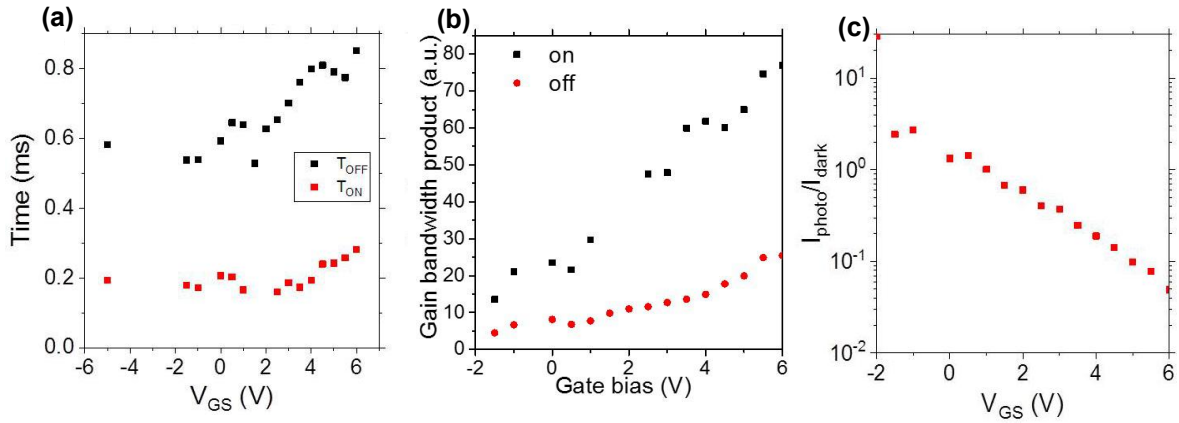 (a)
0.8
0.6
0.4
0.2
0.0
Time (ms)
T_OFF
T_ON
-6 -4 -2 0 2 4 6
V_GS (V)
(b)
80
70
60
50
40
30
20
10
0
Gain bandwidth product (a.u.)
on
off
-2 0 2 4 6
Gate bias (V)
(c)
10^1
10^0
10^-1
10^-2
I_photo/I_dark
-2 0 2 4 6
V_GS (V)